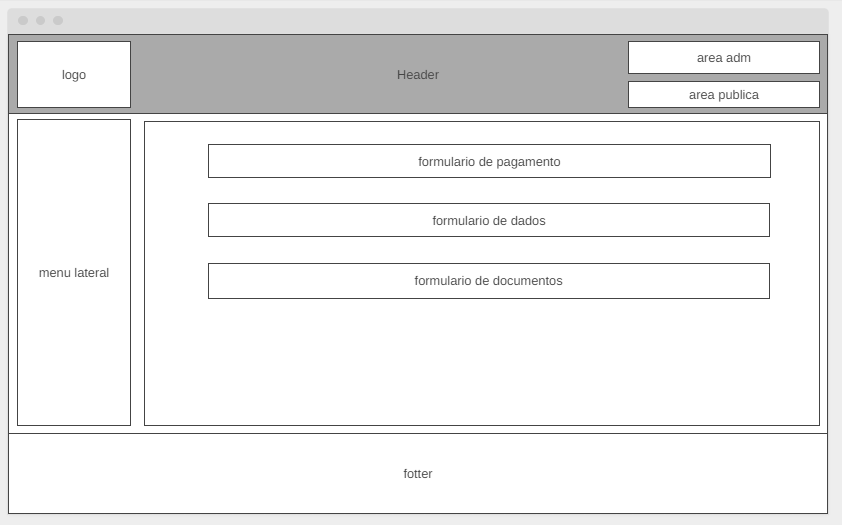 logo
Header
area adm
area publica
menu lateral
formulario de pagamento
formulario de dados
formulario de documentos
fotter